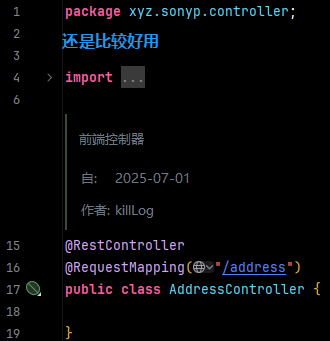 1 package xyz.sonyp.controller;
2
还是比较好用
3
4 import ...
6
前端控制器
自: 2025-07-01
作者: killLog
15 @RestController
16 @RequestMapping("/address")
17 public class AddressController {
18
19 }